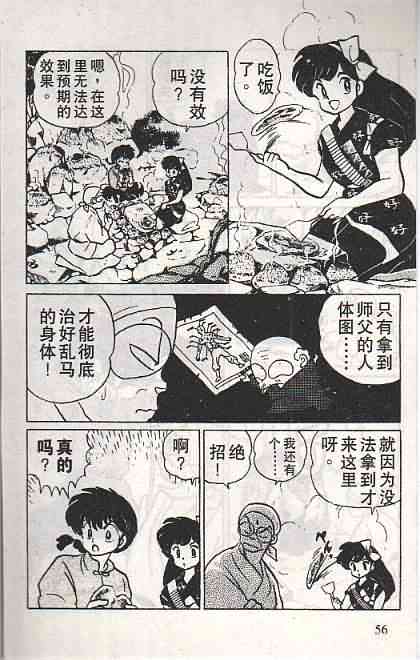 吃饭
了。
没有效
吗？
嗯，在这
里无法达
到预期的
效果。
好
好
好
好
只有拿到
师父的人
体图……
才能彻底
治好乱马
的身体！
就因为没
法拿到才
来这里
呀。
我还有
个…
绝
招
啊？
真的
吗？
56